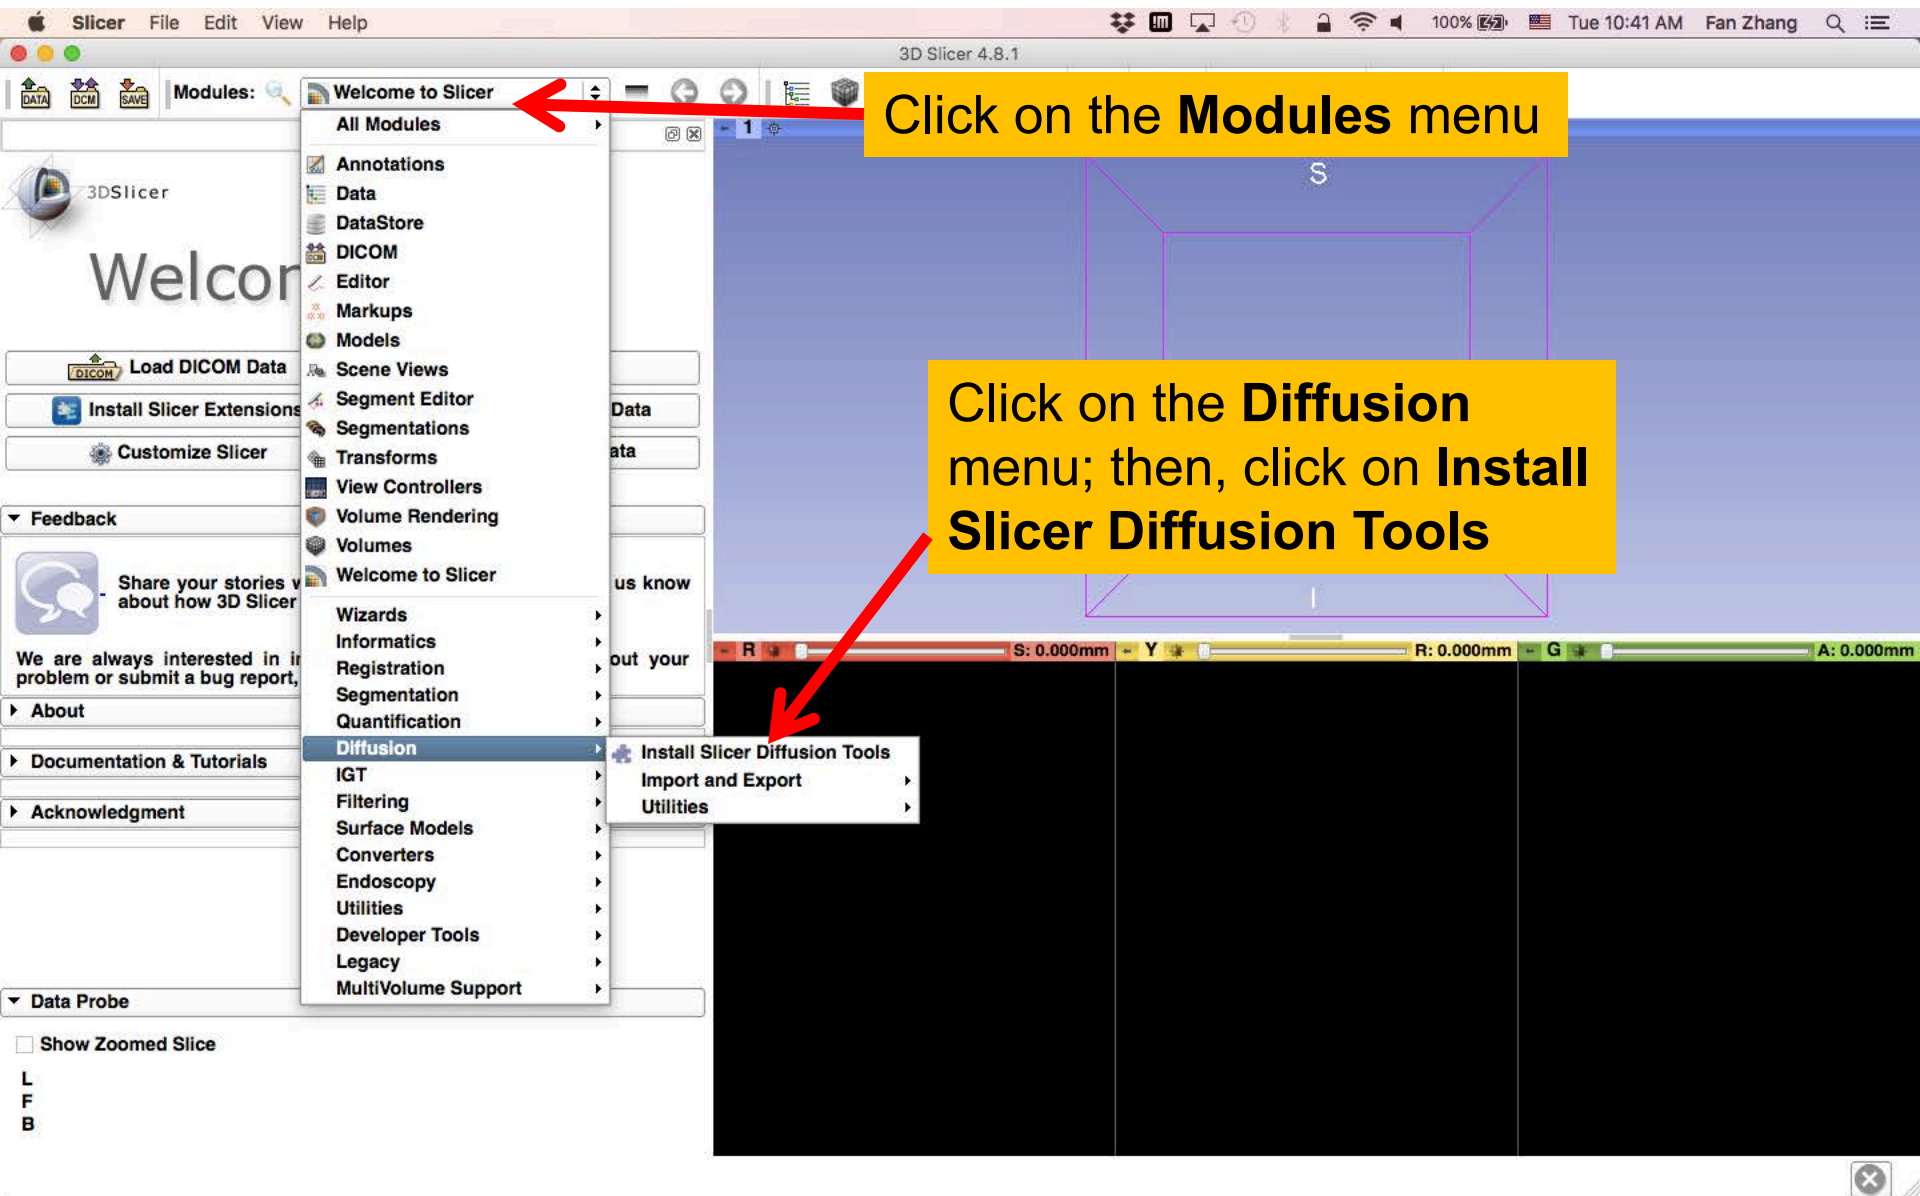 Slicer File Edit View Help 100% Tue 10:41 AM Fan Zhang
3D Slicer 4.8.1
DATA DCM SAVE Modules: Welcome to Slicer
Click on the Modules menu
All Modules
Annotations
Data
DataStore
DICOM
Editor
Markups
Models
Scene Views
Segment Editor
Segmentations
Transforms
View Controllers
Volume Rendering
Volumes
Welcome to Slicer
Wizards
Informatics
Registration
Segmentation
Quantification
Diffusion
IGT
Filtering
Surface Models
Converters
Endoscopy
Utilities
Developer Tools
Legacy
MultiVolume Support
Install Slicer Diffusion Tools
Import and Export
Utilities
3DSlicer
Welcor
DICOM Load DICOM Data
Install Slicer Extensions Data
Customize Slicer ata
Feedback
Share your stories w us know
about how 3D Slicer
We are always interested in i out your
problem or submit a bug report,
About
Documentation & Tutorials
Acknowledgment
Data Probe
Show Zoomed Slice
L
F
B
1
S
Click on the Diffusion
menu; then, click on Install
Slicer Diffusion Tools
I
R S: 0.000mm Y R: 0.000mm G A: 0.000mm